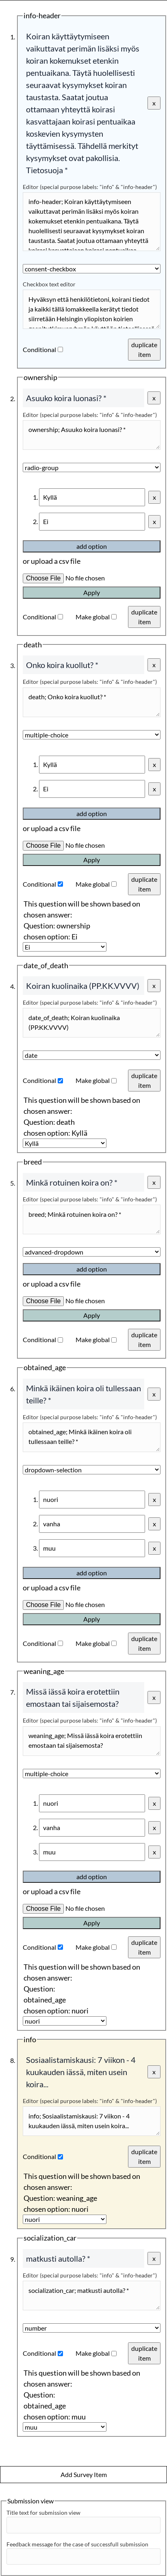 info-header
1. Koiran käyttäytymiseen
vaikuttavat perimän lisäksi myös
koiran kokemukset etenkin
pentuaikana. Täytä huolellisesti
seuraavat kysymykset koiran
taustasta. Saatat joutua
ottamaan yhteyttä koirasi
kasvattajaan koirasi pentuaikaa
koskevien kysymysten
täyttämisessä. Tähdellä merkityt
kysymykset ovat pakollisia.
Tietosuoja *
x
Editor (special purpose labels: "info" & "info-header")
info-header; Koiran käyttäytymiseen
vaikuttavat perimän lisäksi myös koiran
kokemukset etenkin pentuaikana. Täytä
huolellisesti seuraavat kysymykset koiran
taustasta. Saatat joutua ottamaan yhteyttä
consent-checkbox
Checkbox text editor
Hyväksyn että henkilötietoni, koirani tiedot
ja kaikki tällä lomakkeella kerätyt tiedot
siirretään Helsingin yliopiston koirien
Conditional
duplicate
item
ownership
2. Asuuko koira luonasi? *
x
Editor (special purpose labels: "info" & "info-header")
ownership; Asuuko koira luonasi? *
radio-group
1. Kyllä x
2. Ei x
add option
or upload a csv file
Choose File No file chosen
Apply
Conditional Make global
duplicate
item
death
3. Onko koira kuollut? *
x
Editor (special purpose labels: "info" & "info-header")
death; Onko koira kuollut? *
multiple-choice
1. Kyllä x
2. Ei x
add option
or upload a csv file
Choose File No file chosen
Apply
Conditional Make global
duplicate
item
This question will be shown based on
chosen answer:
Question: ownership
chosen option: Ei
Ei
date_of_death
4. Koiran kuolinaika (PP.KK.VVVV)
x
Editor (special purpose labels: "info" & "info-header")
date_of_death; Koiran kuolinaika
(PP.KK.VVVV)
date
Conditional Make global
duplicate
item
This question will be shown based on
chosen answer:
Question: death
chosen option: Kyllä
Kyllä
breed
5. Minkä rotuinen koira on? *
x
Editor (special purpose labels: "info" & "info-header")
breed; Minkä rotuinen koira on? *
advanced-dropdown
add option
or upload a csv file
Choose File No file chosen
Apply
Conditional Make global
duplicate
item
obtained_age
6. Minkä ikäinen koira oli tullessaan
teille? *
x
Editor (special purpose labels: "info" & "info-header")
obtained_age; Minkä ikäinen koira oli
tullessaan teille? *
dropdown-selection
1. nuori x
2. vanha x
3. muu x
add option
or upload a csv file
Choose File No file chosen
Apply
Conditional Make global
duplicate
item
weaning_age
7. Missä iässä koira erotettiin
emostaan tai sijaisemosta?
x
Editor (special purpose labels: "info" & "info-header")
weaning_age; Missä iässä koira erotettiin
emostaan tai sijaisemosta?
multiple-choice
1. nuori x
2. vanha x
3. muu x
add option
or upload a csv file
Choose File No file chosen
Apply
Conditional Make global
duplicate
item
This question will be shown based on
chosen answer:
Question:
obtained_age
chosen option: nuori
nuori
info
8. Sosiaalistamiskausi: 7 viikon - 4
kuukauden iässä, miten usein
koira...
x
Editor (special purpose labels: "info" & "info-header")
info; Sosiaalistamiskausi: 7 viikon - 4
kuukauden iässä, miten usein koira...
Conditional
duplicate
item
This question will be shown based on
chosen answer:
Question: weaning_age
chosen option: nuori
nuori
socialization_car
9. matkusti autolla? *
x
Editor (special purpose labels: "info" & "info-header")
socialization_car; matkusti autolla? *
number
Conditional Make global
duplicate
item
This question will be shown based on
chosen answer:
Question:
obtained_age
chosen option: muu
muu
Add Survey Item
Submission view
Title text for submission view
Feedback message for the case of successful submission